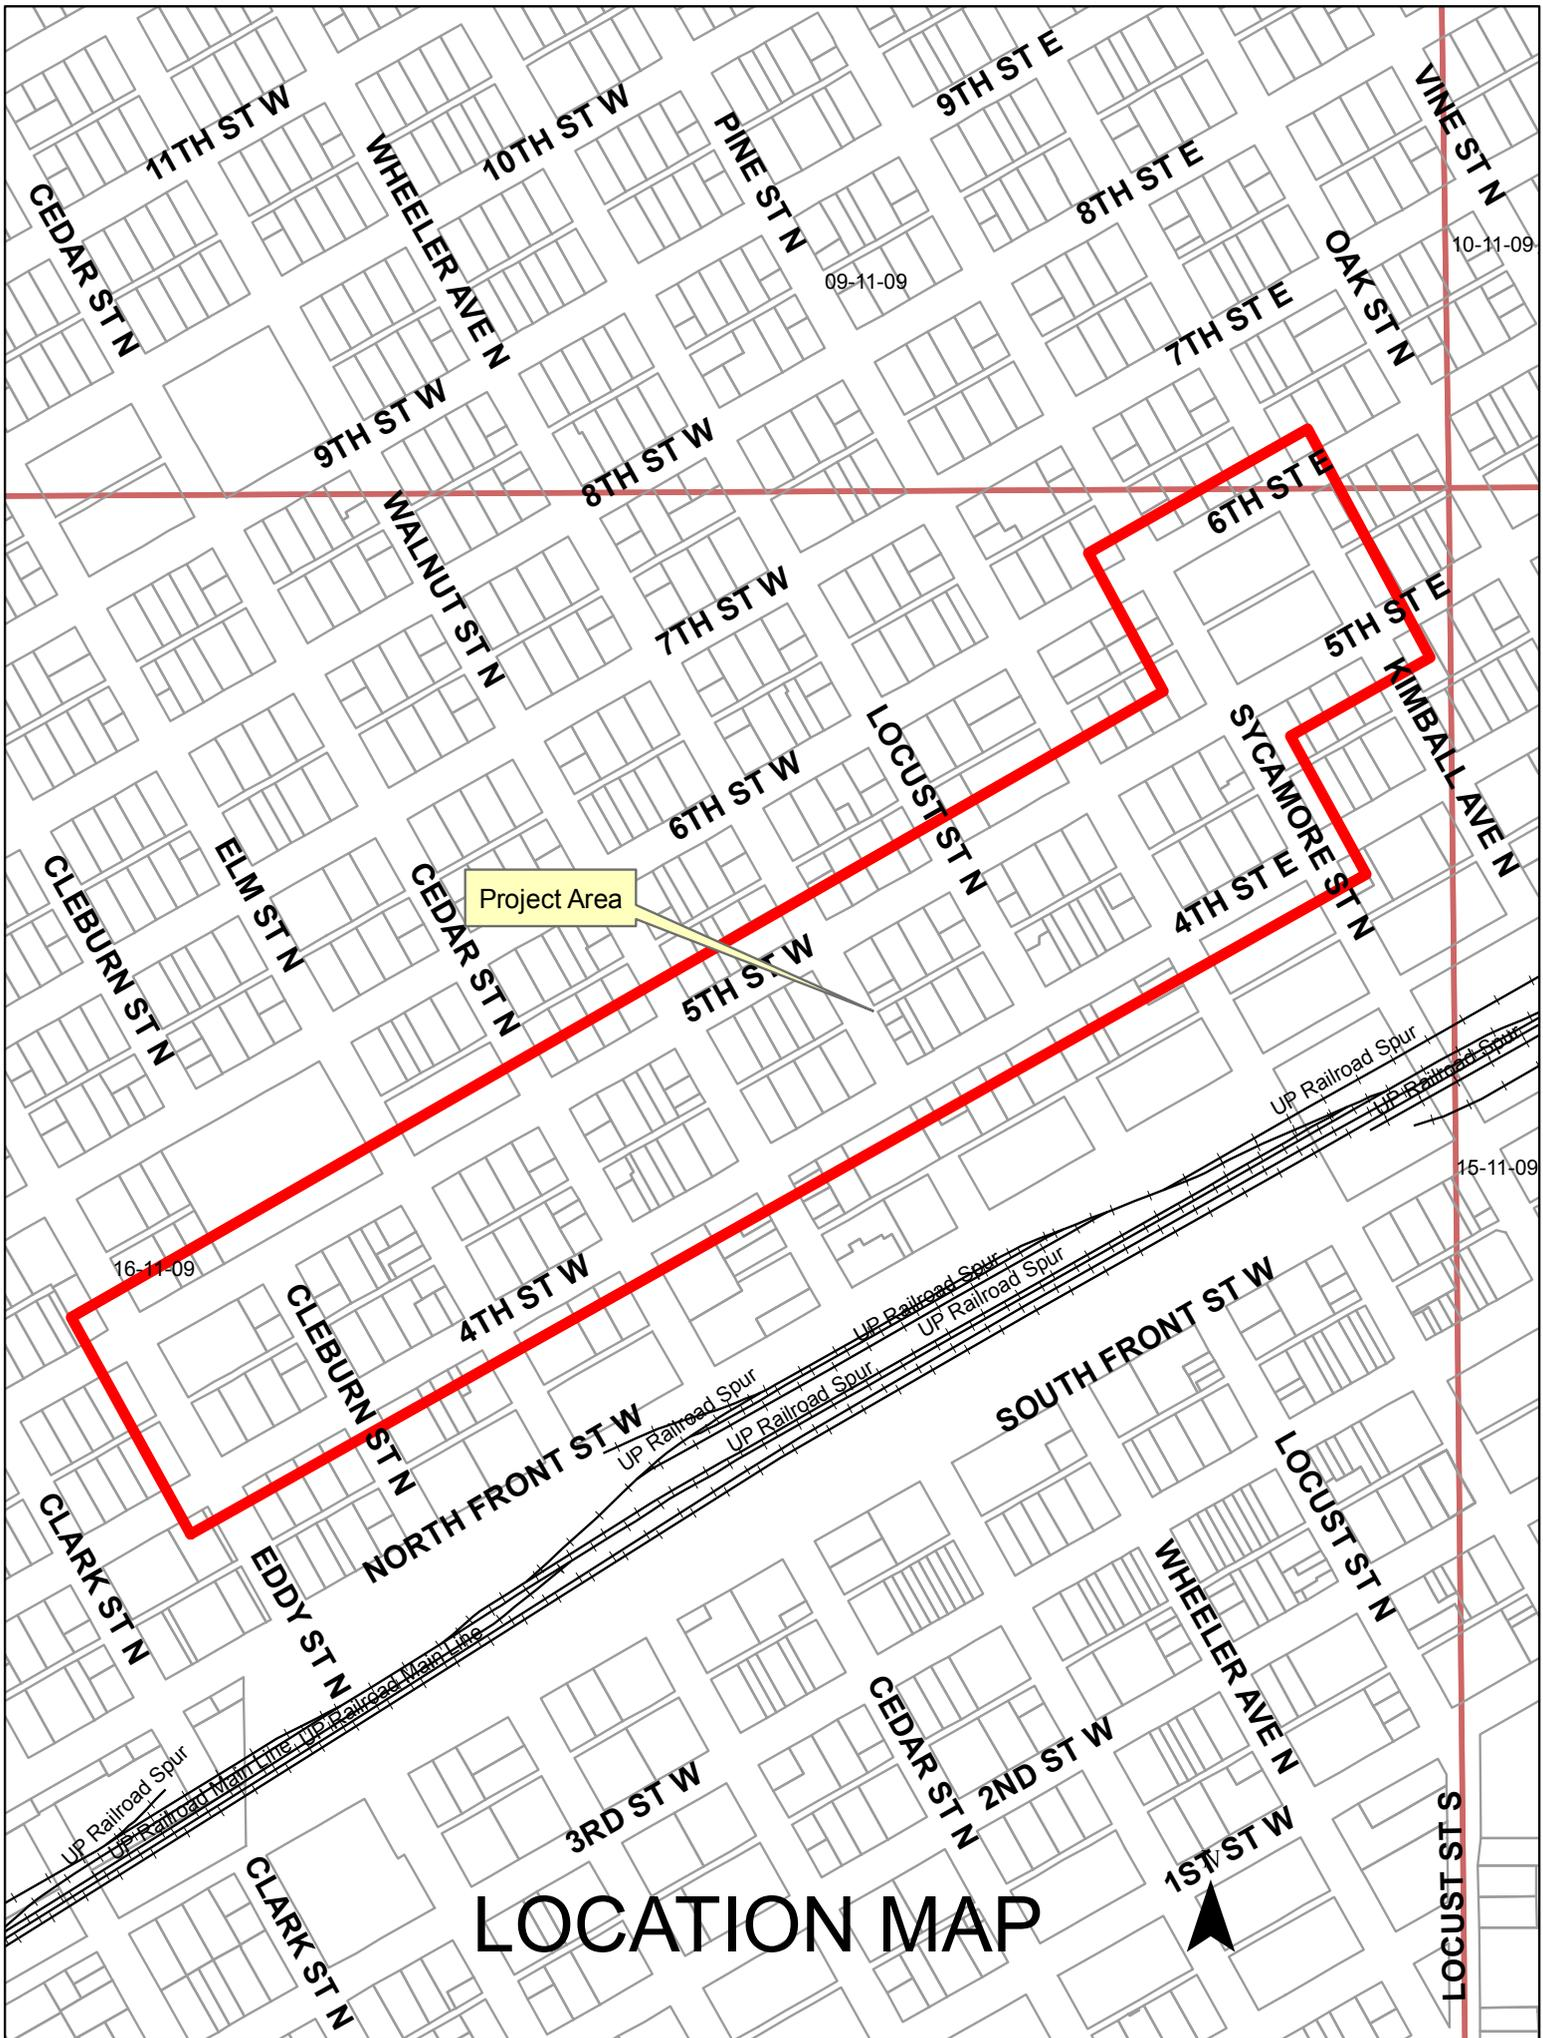 9TH ST E
VINE ST N
11TH ST W
10TH ST W
WHEELER AVE N
PINE ST N
8TH ST E
CEDAR ST N
OAK ST N
10-11-09
09-11-09
7TH ST E
9TH ST W
8TH ST W
6TH ST E
WALNUT ST N
7TH ST W
5TH ST E
KIMBALL AVE N
LOCUST ST N
SYCAMORE ST N
6TH ST W
ELM ST N
CLEBURN ST N
CEDAR ST N
Project Area
4TH ST E
5TH ST W
UP Railroad Spur
UP Railroad Spur
15-11-09
16-11-09
4TH ST W
CLEBURN ST N
UP Railroad Spur
UP Railroad Spur
SOUTH FRONT ST W
UP Railroad Spur
UP Railroad Spur
NORTH FRONT ST W
LOCUST ST N
CLARK ST N
EDDY ST N
WHEELER AVE N
UP Railroad Main Line
UP Railroad Main Line
UP Railroad Spur
CEDAR ST N
2ND ST W
3RD ST W
1ST ST W
N
LOCUST ST S
CLARK ST N
LOCATION MAP